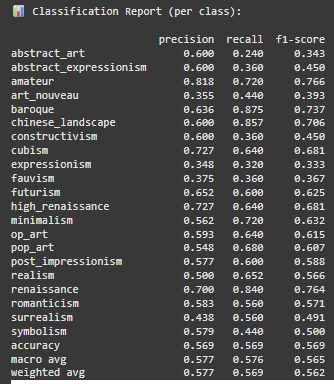 Classification Report (per class):
precision recall f1-score
abstract_art 0.600 0.240 0.343
abstract_expressionism 0.600 0.360 0.450
amateur 0.818 0.720 0.766
art_nouveau 0.355 0.440 0.393
baroque 0.636 0.875 0.737
chinese_landscape 0.600 0.857 0.706
constructivism 0.600 0.360 0.450
cubism 0.727 0.640 0.681
expressionism 0.348 0.320 0.333
fauvism 0.375 0.360 0.367
futurism 0.652 0.600 0.625
high_renaissance 0.727 0.640 0.681
minimalism 0.562 0.720 0.632
op_art 0.593 0.640 0.615
pop_art 0.548 0.680 0.607
post_impressionism 0.577 0.600 0.588
realism 0.500 0.652 0.566
renaissance 0.700 0.840 0.764
romanticism 0.583 0.560 0.571
surrealism 0.438 0.560 0.491
symbolism 0.579 0.440 0.500
accuracy 0.569 0.569 0.569
macro avg 0.577 0.576 0.565
weighted avg 0.577 0.569 0.562